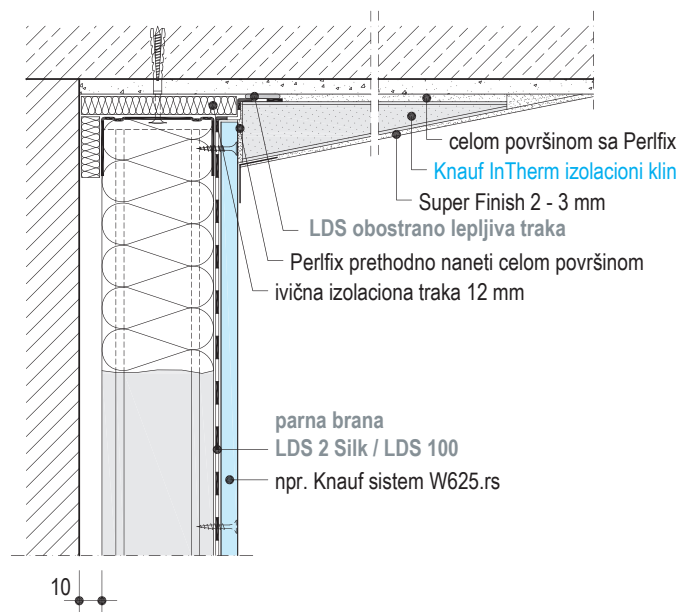 celom površinom sa Perlfix
Knauf InTherm izolacioni klin
Super Finish 2 - 3 mm
LDS obostrano lepljiva traka
Perlfix prethodno naneti celom površinom
ivična izolaciona traka 12 mm
parna brana
LDS 2 Silk / LDS 100
npr. Knauf sistem W625.rs
10